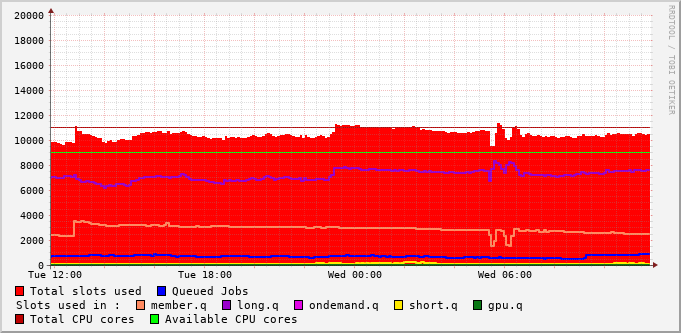 20000
18000
16000
14000
12000
10000
8000
6000
4000
2000
0
Tue 12:00 Tue 18:00 Wed 00:00 Wed 06:00
Total slots used Queued Jobs
Slots used in : member.q long.q ondemand.q short.q gpu.q
Total CPU cores Available CPU cores
RRDTOOL / TOBI OETIKER